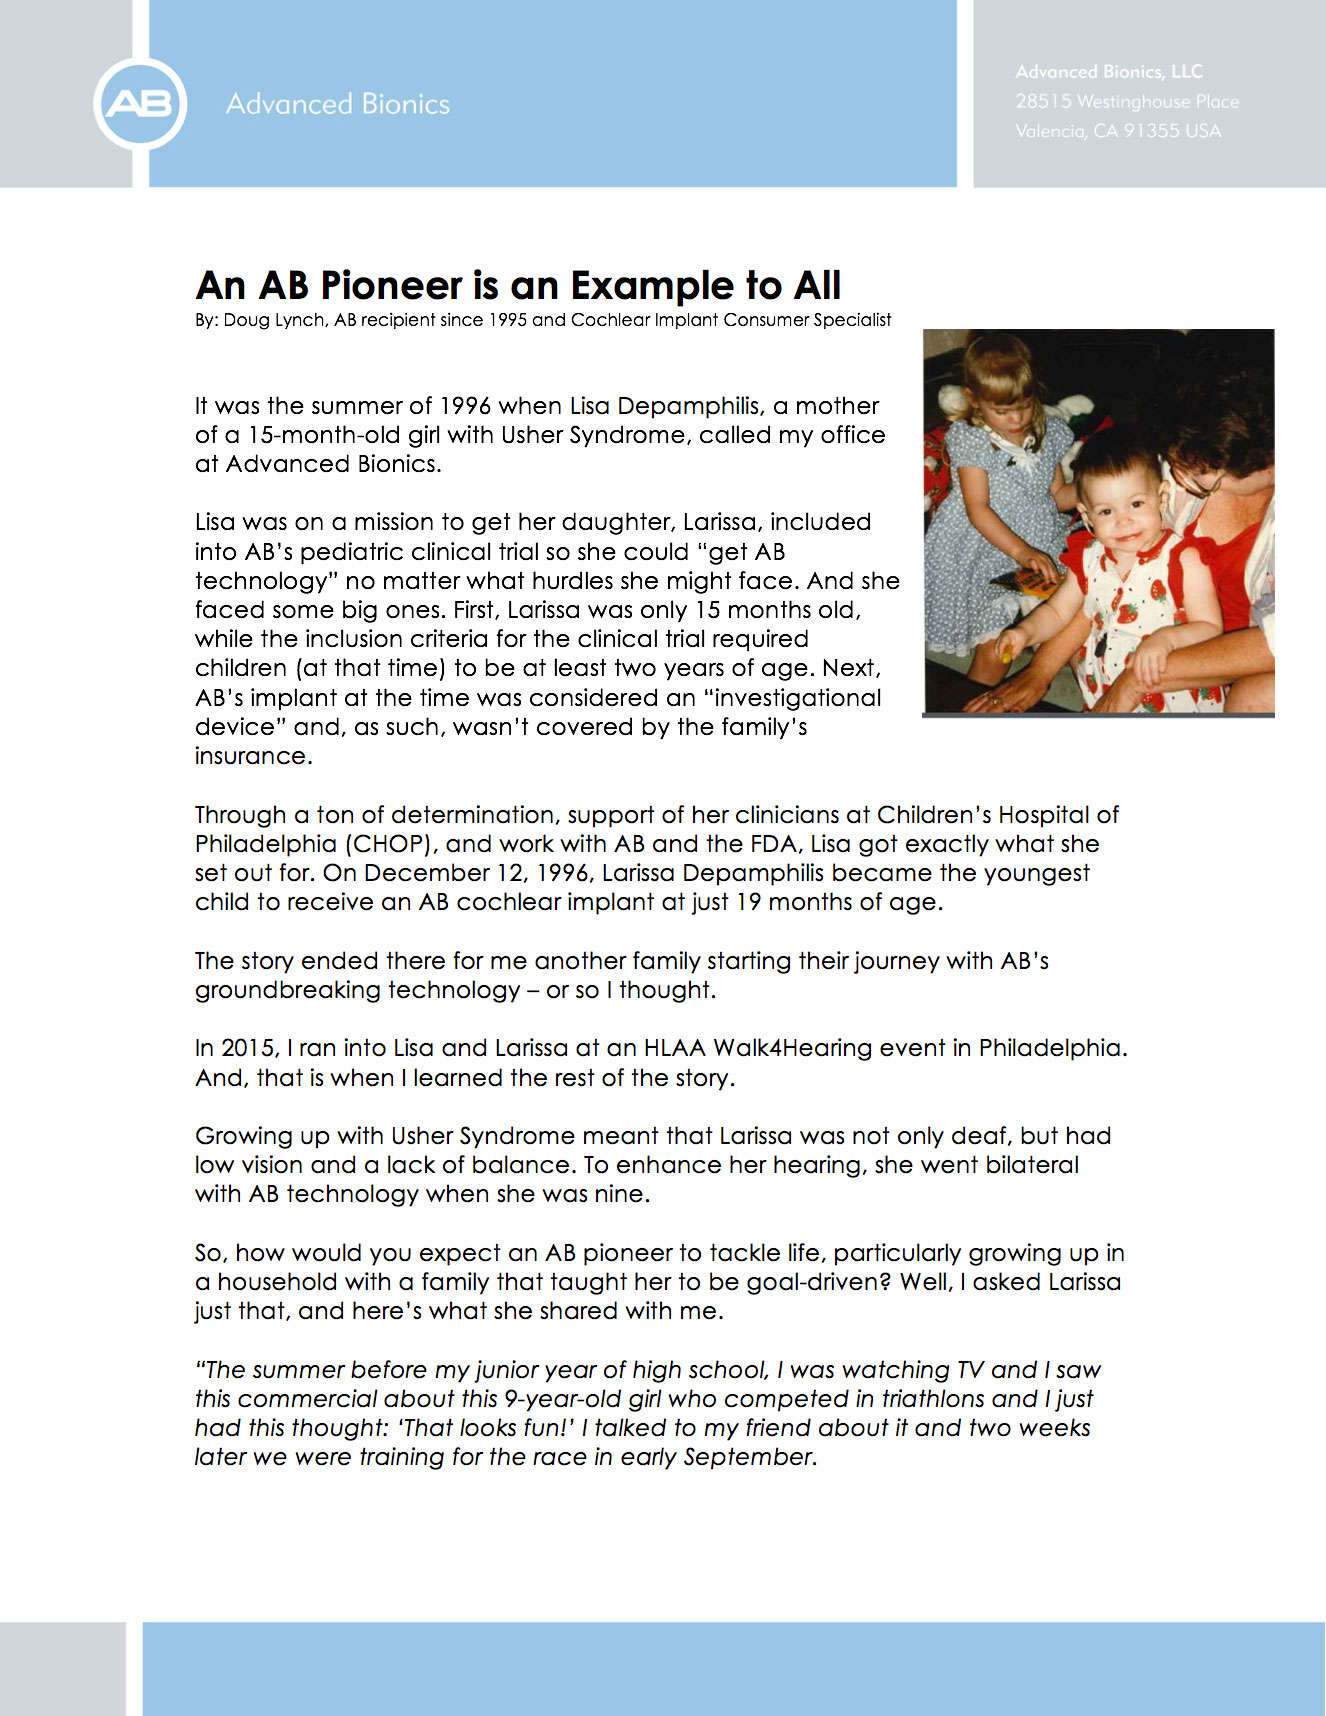 AB
Advanced Bionics
Advanced Bionics, LLC
28515 Westinghouse Place
Valencia, CA 91355 USA
An AB Pioneer is an Example to All
By: Doug Lynch, AB recipient since 1995 and Cochlear Implant Consumer Specialist
It was the summer of 1996 when Lisa Depamphilis, a mother
of a 15-month-old girl with Usher Syndrome, called my office
at Advanced Bionics.
Lisa was on a mission to get her daughter, Larissa, included
into AB’s pediatric clinical trial so she could “get AB
technology” no matter what hurdles she might face. And she
faced some big ones. First, Larissa was only 15 months old,
while the inclusion criteria for the clinical trial required
children (at that time) to be at least two years of age. Next,
AB’s implant at the time was considered an “investigational
device” and, as such, wasn’t covered by the family’s
insurance.
Through a ton of determination, support of her clinicians at Children’s Hospital of
Philadelphia (CHOP), and work with AB and the FDA, Lisa got exactly what she
set out for. On December 12, 1996, Larissa Depamphilis became the youngest
child to receive an AB cochlear implant at just 19 months of age.
The story ended there for me another family starting their journey with AB’s
groundbreaking technology – or so I thought.
In 2015, I ran into Lisa and Larissa at an HLAA Walk4Hearing event in Philadelphia.
And, that is when I learned the rest of the story.
Growing up with Usher Syndrome meant that Larissa was not only deaf, but had
low vision and a lack of balance. To enhance her hearing, she went bilateral
with AB technology when she was nine.
So, how would you expect an AB pioneer to tackle life, particularly growing up in
a household with a family that taught her to be goal-driven? Well, I asked Larissa
just that, and here’s what she shared with me.
“The summer before my junior year of high school, I was watching TV and I saw
this commercial about this 9-year-old girl who competed in triathlons and I just
had this thought: ‘That looks fun!’ I talked to my friend about it and two weeks
later we were training for the race in early September.